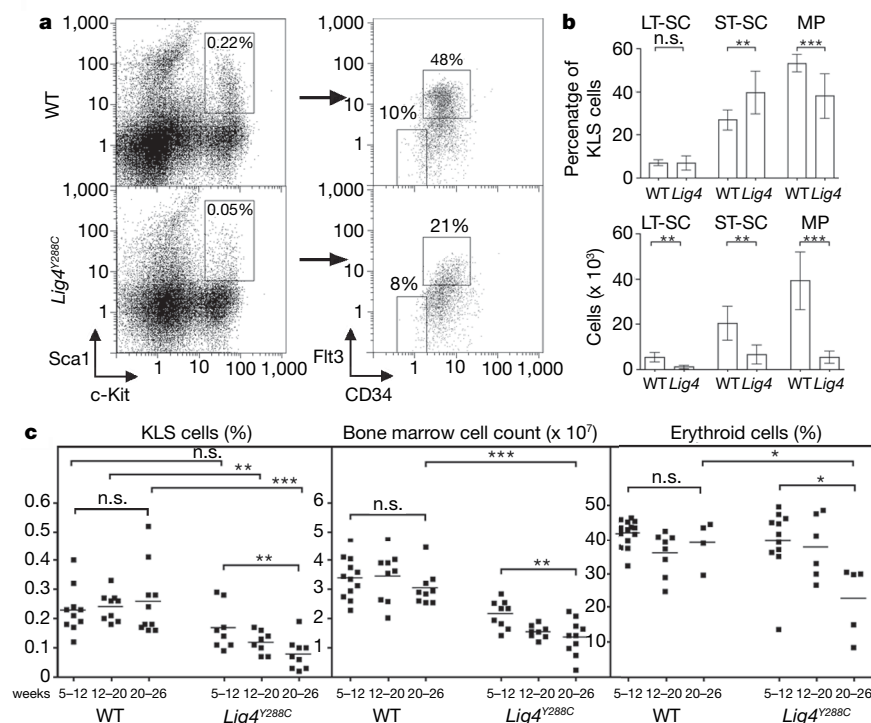 a
WT
1,000
100
10
1
0.22%
1,000
100
10
1
48%
10%
Lig4Y288C
1,000
100
10
1
0.05%
1,000
100
10
1
21%
8%
Sca1
1 10 100 1,000
c-Kit
Flt3
1 10 100 1,000
CD34
b
LT-SC ST-SC MP
n.s. ** ***
Percenatge of
KLS cells
60
40
20
0
WT Lig4 WT Lig4 WT Lig4
LT-SC ST-SC MP
** ** ***
Cells (x 10³)
60
40
20
0
WT Lig4 WT Lig4 WT Lig4
c
KLS cells (%)
n.s.
**
***
n.s.
**
0.6
0.5
0.4
0.3
0.2
0.1
0
Bone marrow cell count (x 10⁷)
***
n.s.
**
6
5
4
3
2
1
Erythroid cells (%)
*
n.s.
*
50
40
30
20
10
weeks 5–12 12–20 20–26 5–12 12–20 20–26
WT Lig4Y288C
5–12 12–20 20–26 5–12 12–20 20–26
WT Lig4Y288C
5–12 12–20 20–26 5–12 12–20 20–26
WT Lig4Y288C